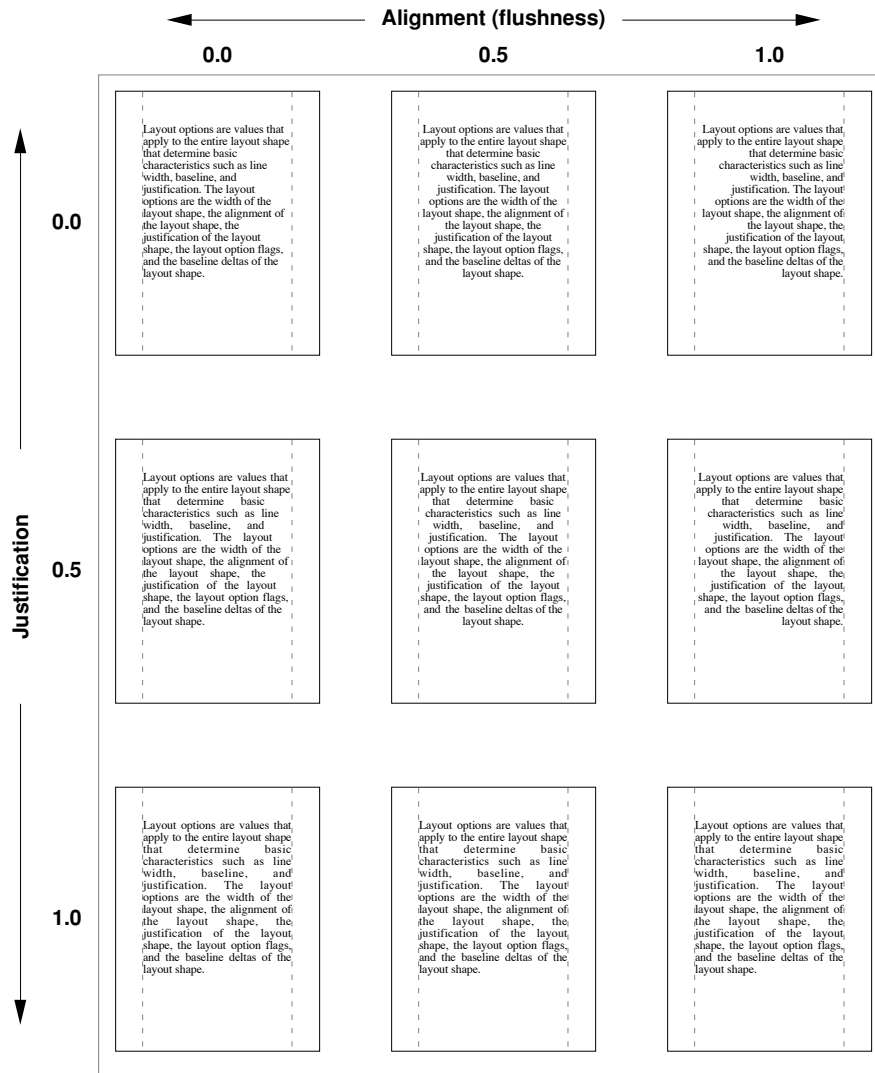 Alignment (flushness)
0.0
0.5
1.0
Justification
0.0
Layout options are values that
apply to the entire layout shape
that determine basic
characteristics such as line
width, baseline, and
justification. The layout
options are the width of the
layout shape, the alignment of
the layout shape, the
justification of the layout
shape, the layout option flags,
and the baseline deltas of the
layout shape.
Layout options are values that
apply to the entire layout shape
that determine basic
characteristics such as line
width, baseline, and
justification. The layout
options are the width of the
layout shape, the alignment of
the layout shape, the
justification of the layout
shape, the layout option flags,
and the baseline deltas of the
layout shape.
Layout options are values that
apply to the entire layout shape
that determine basic
characteristics such as line
width, baseline, and
justification. The layout
options are the width of the
layout shape, the alignment of
the layout shape, the
justification of the layout
shape, the layout option flags,
and the baseline deltas of the
layout shape.
0.5
Layout options are values that
apply to the entire layout shape
that determine basic
characteristics such as line
width, baseline, and
justification. The layout
options are the width of the
layout shape, the alignment of
the layout shape, the
justification of the layout
shape, the layout option flags,
and the baseline deltas of the
layout shape.
Layout options are values that
apply to the entire layout shape
that determine basic
characteristics such as line
width, baseline, and
justification. The layout
options are the width of the
layout shape, the alignment of
the layout shape, the
justification of the layout
shape, the layout option flags,
and the baseline deltas of the
layout shape.
Layout options are values that
apply to the entire layout shape
that determine basic
characteristics such as line
width, baseline, and
justification. The layout
options are the width of the
layout shape, the alignment of
the layout shape, the
justification of the layout
shape, the layout option flags,
and the baseline deltas of the
layout shape.
1.0
Layout options are values that
apply to the entire layout shape
that determine basic
characteristics such as line
width, baseline, and
justification. The layout
options are the width of the
layout shape, the alignment of
the layout shape, the
justification of the layout
shape, the layout option flags,
and the baseline deltas of the
layout shape.
Layout options are values that
apply to the entire layout shape
that determine basic
characteristics such as line
width, baseline, and
justification. The layout
options are the width of the
layout shape, the alignment of
the layout shape, the
justification of the layout
shape, the layout option flags,
and the baseline deltas of the
layout shape.
Layout options are values that
apply to the entire layout shape
that determine basic
characteristics such as line
width, baseline, and
justification. The layout
options are the width of the
layout shape, the alignment of
the layout shape, the
justification of the layout
shape, the layout option flags,
and the baseline deltas of the
layout shape.